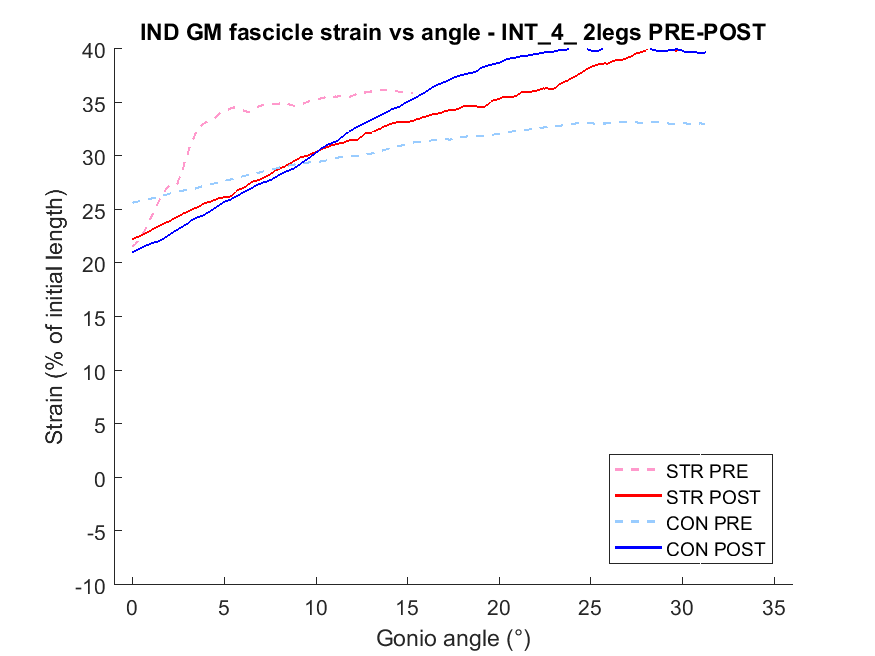 IND GM fascicle strain vs angle - INT_4_ 2legs PRE-POST
40
35
30
25
20
15
10
5
0
-5
-10
Strain (% of initial length)
0 5 10 15 20 25 30 35
Gonio angle (°)
STR PRE
STR POST
CON PRE
CON POST